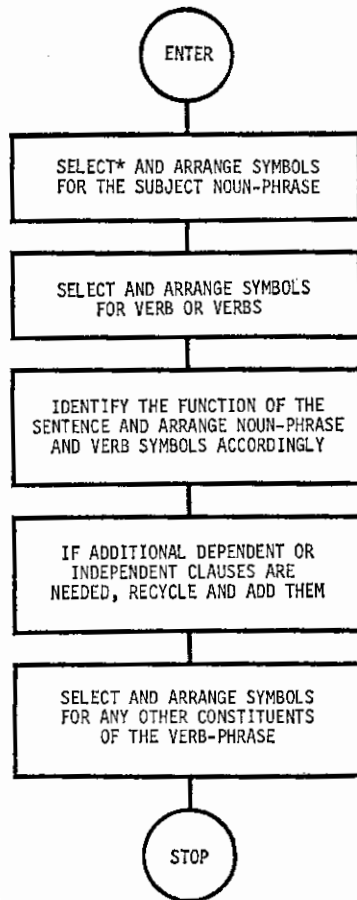 ENTER
SELECT* AND ARRANGE SYMBOLS
FOR THE SUBJECT NOUN-PHRASE
SELECT AND ARRANGE SYMBOLS
FOR VERB OR VERBS
IDENTIFY THE FUNCTION OF THE
SENTENCE AND ARRANGE NOUN-PHRASE
AND VERB SYMBOLS ACCORDINGLY
IF ADDITIONAL DEPENDENT OR
INDEPENDENT CLAUSES ARE
NEEDED, RECYCLE AND ADD THEM
SELECT AND ARRANGE SYMBOLS
FOR ANY OTHER CONSTITUENTS
OF THE VERB-PHRASE
STOP